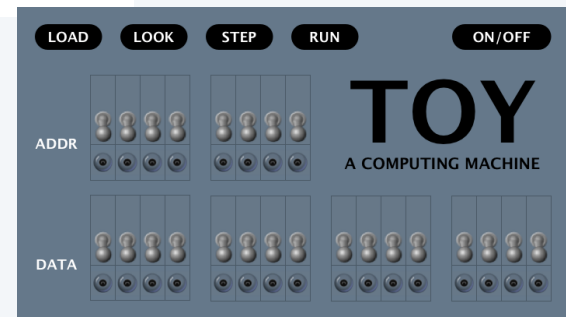 LOAD LOOK STEP RUN ON/OFF
TOY
A COMPUTING MACHINE
ADDR
DATA